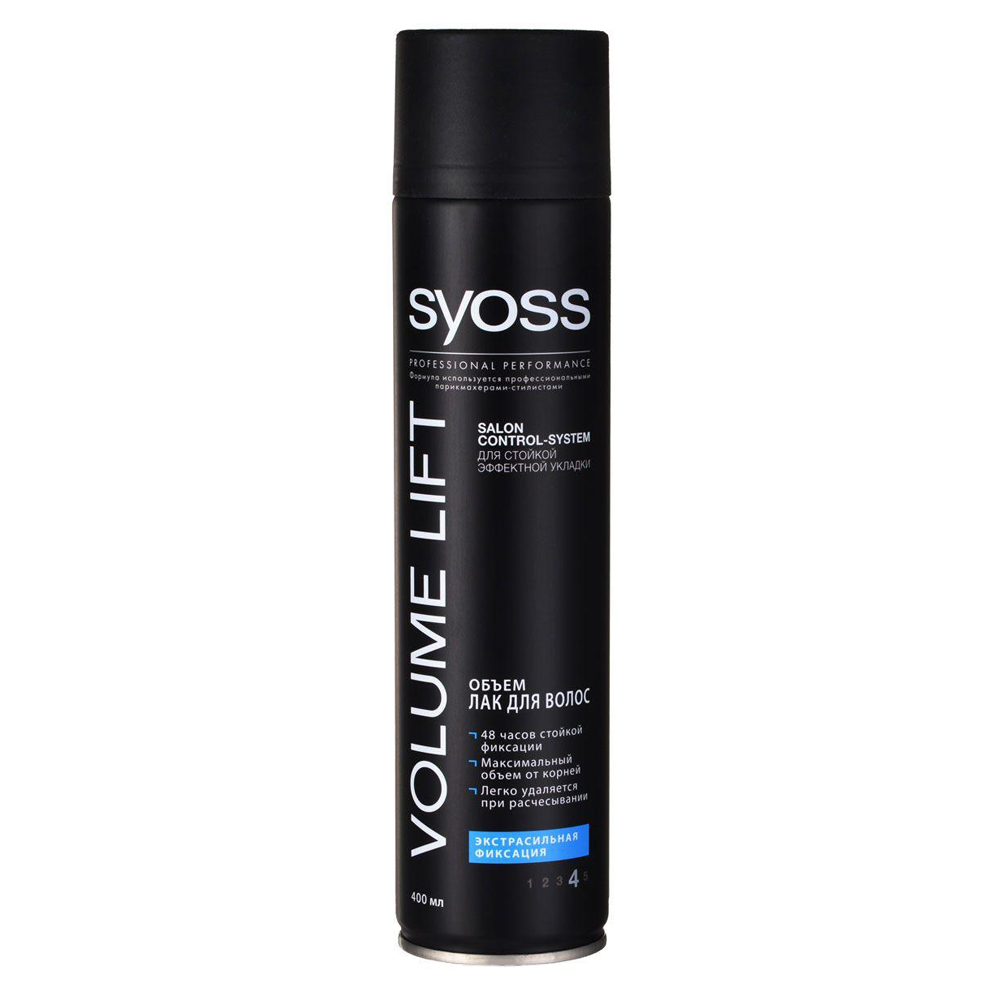 syoss
PROFESSIONAL PERFORMANCE
Формула используется профессиональными
парикмахерами-стилистами
VOLUME LIFT
SALON
CONTROL-SYSTEM
ДЛЯ СТОЙКОЙ
ЭФФЕКТНОЙ УКЛАДКИ
ОБЪЕМ
ЛАК ДЛЯ ВОЛОС
48 часов стойкой
фиксации
Максимальный
объем от корней
Легко удаляется
при расчесывании
ЭКСТРАСИЛЬНАЯ
ФИКСАЦИЯ
1 2 3 4 5
400 мл